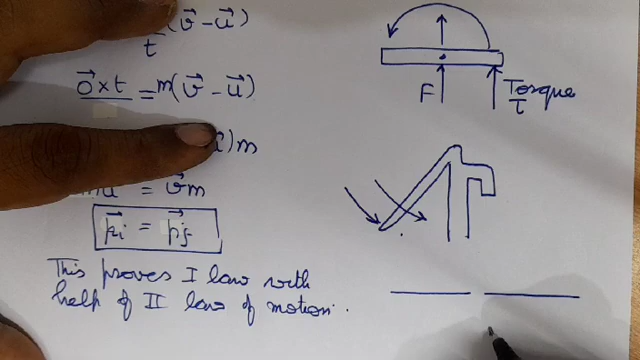 t (v⃗ - u⃗)
0⃗ × t = m(v⃗ - u⃗)
)m
= v⃗m
p⃗i = p⃗f
This proves I law with
help of II law of motion.
F
Torque
τ